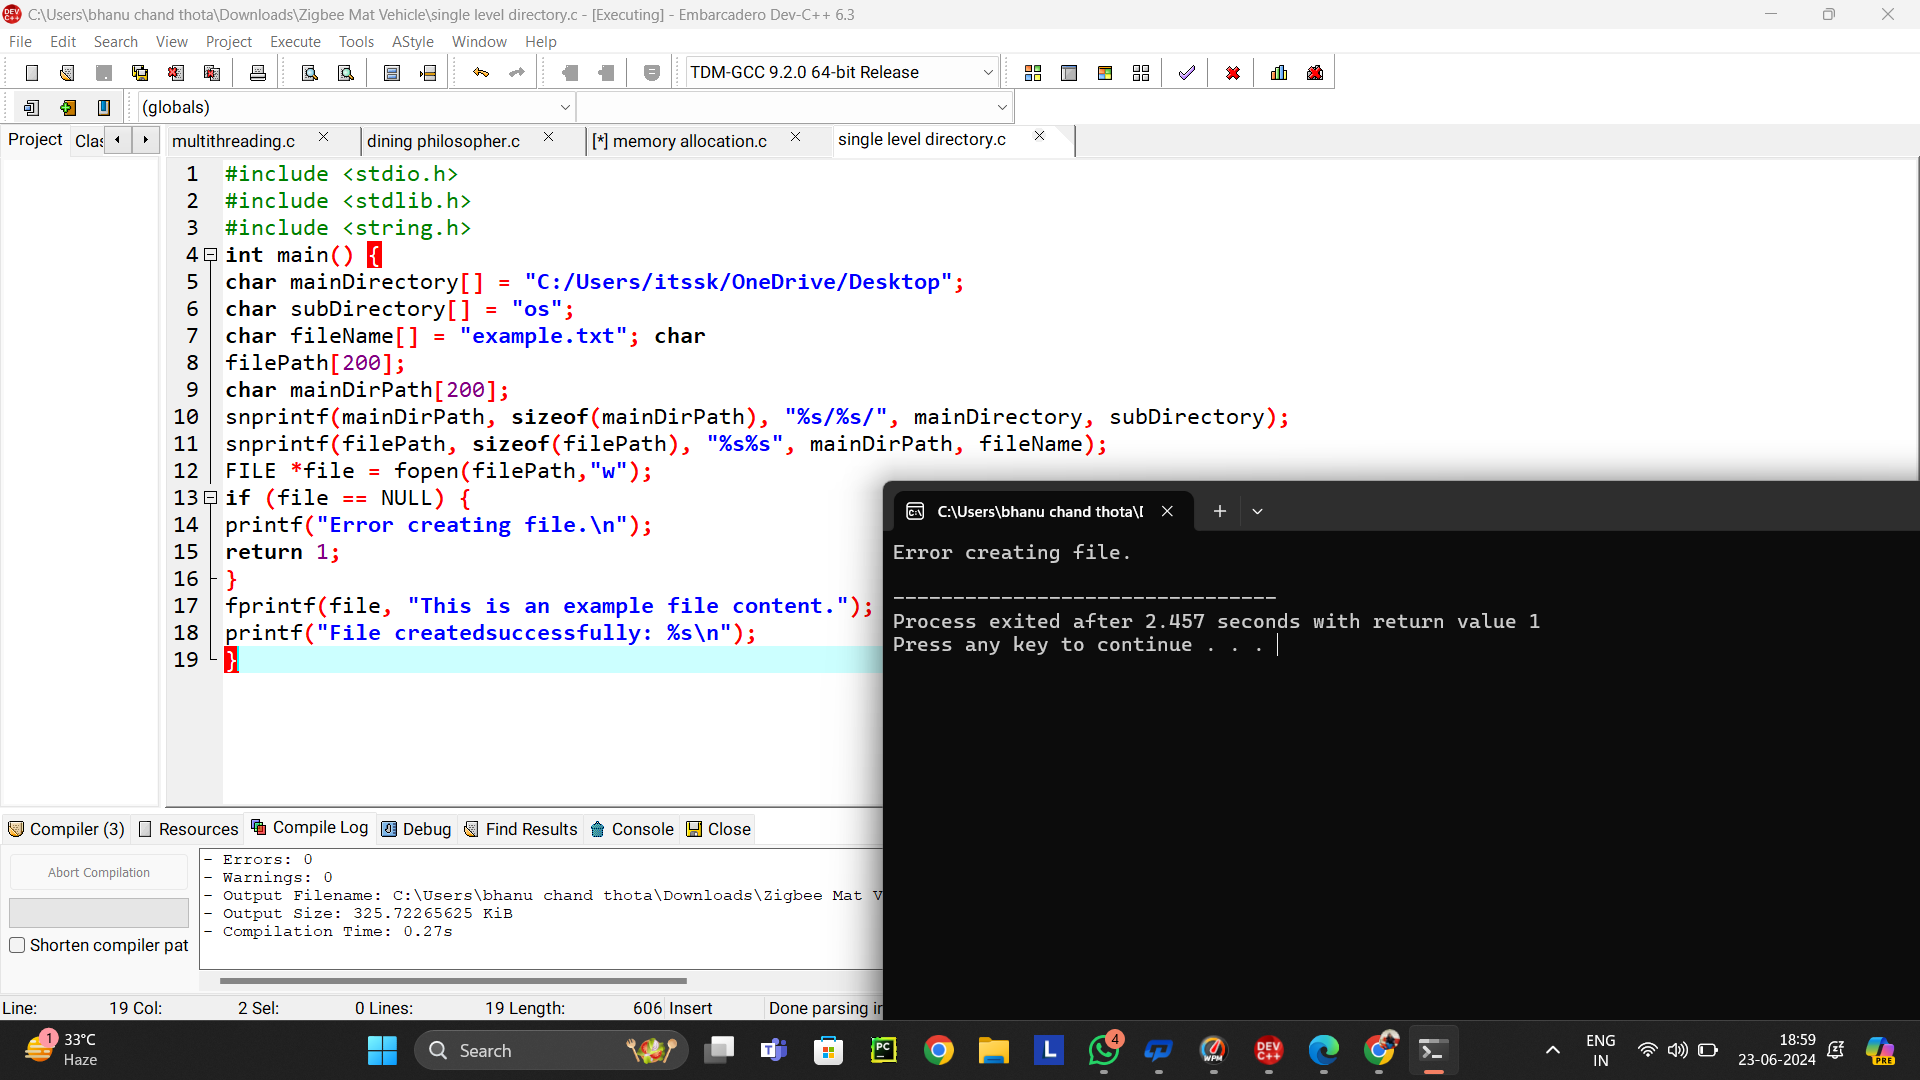 C:\Users\bhanu chand thota\Downloads\Zigbee Mat Vehicle\single level directory.c - [Executing] - Embarcadero Dev-C++ 6.3
File Edit Search View Project Execute Tools AStyle Window Help
TDM-GCC 9.2.0 64-bit Release
(globals)
Project Clas multithreading.c dining philosopher.c [*] memory allocation.c single level directory.c
1 #include <stdio.h>
2 #include <stdlib.h>
3 #include <string.h>
4 int main() {
5 char mainDirectory[] = "C:/Users/itssk/OneDrive/Desktop";
6 char subDirectory[] = "os";
7 char fileName[] = "example.txt"; char
8 filePath[200];
9 char mainDirPath[200];
10 snprintf(mainDirPath, sizeof(mainDirPath), "%s/%s/", mainDirectory, subDirectory);
11 snprintf(filePath, sizeof(filePath), "%s%s", mainDirPath, fileName);
12 FILE *file = fopen(filePath,"w");
13 if (file == NULL) {
14 printf("Error creating file.\n");
15 return 1;
16 }
17 fprintf(file, "This is an example file content.");
18 printf("File createdsuccessfully: %s\n");
19 }
C:\Users\bhanu chand thota\
Error creating file.
--------------------------------
Process exited after 2.457 seconds with return value 1
Press any key to continue . . .
Compiler (3) Resources Compile Log Debug Find Results Console Close
Abort Compilation
Shorten compiler pat
- Errors: 0
- Warnings: 0
- Output Filename: C:\Users\bhanu chand thota\Downloads\Zigbee Mat V
- Output Size: 325.72265625 KiB
- Compilation Time: 0.27s
Line: 19 Col: 2 Sel: 0 Lines: 19 Length: 606 Insert Done parsing in
1
33°C
Haze
Search
PC
L
4
WPM
DEV C++
ENG
IN
18:59
23-06-2024
PRE